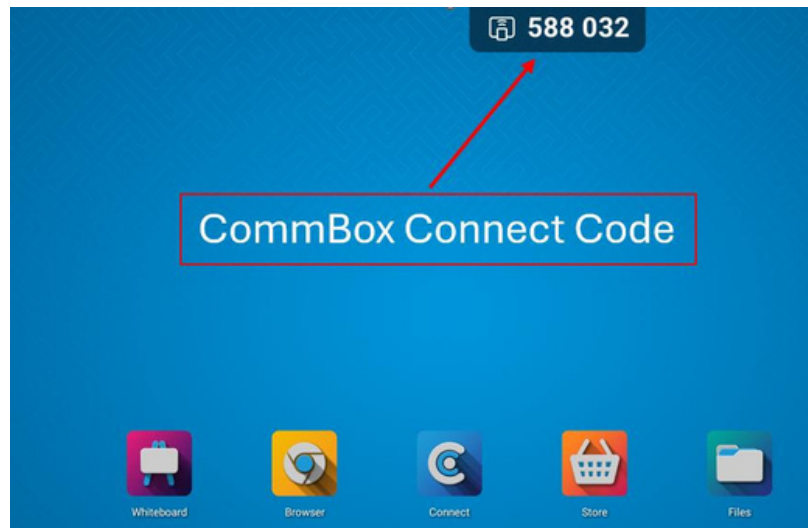 588 032
CommBox Connect Code
Whiteboard
Browser
Connect
Store
Files